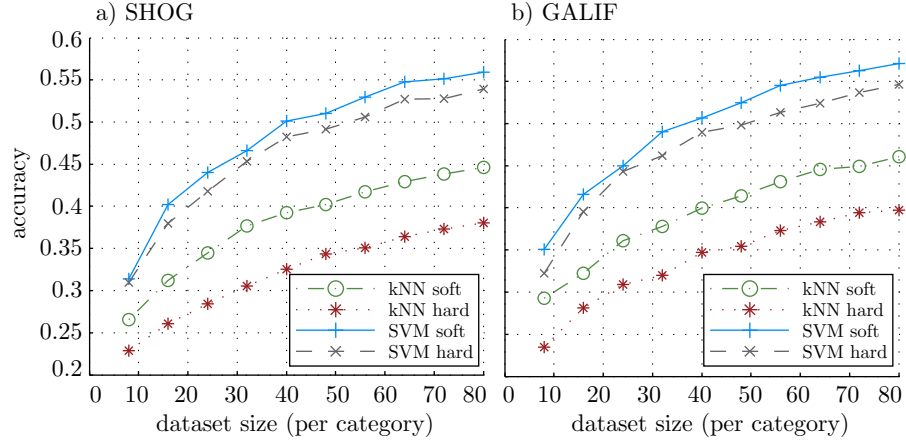 a) SHOG
b) GALIF
0.6
0.55
0.5
0.45
0.4
0.35
0.3
0.25
0.2
accuracy
0 10 20 30 40 50 60 70 80
dataset size (per category)
kNN soft
kNN hard
SVM soft
SVM hard
0 10 20 30 40 50 60 70 80
dataset size (per category)
kNN soft
kNN hard
SVM soft
SVM hard